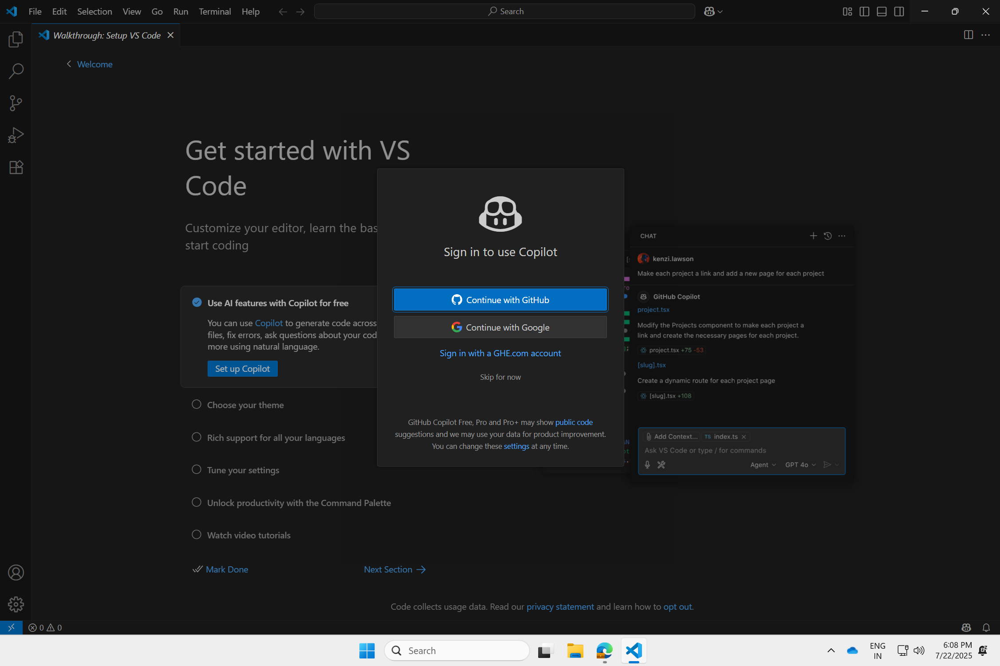 File Edit Selection View Go Run Terminal Help
Search
Walkthrough: Setup VS Code
Welcome
Get started with VS
Code
Customize your editor, learn the bas
start coding
Use AI features with Copilot for free
You can use Copilot to generate code across
files, fix errors, ask questions about your cod
more using natural language.
Set up Copilot
Choose your theme
Rich support for all your languages
Tune your settings
Unlock productivity with the Command Palette
Watch video tutorials
Mark Done
Next Section
Sign in to use Copilot
Continue with GitHub
Continue with Google
Sign in with a GHE.com account
Skip for now
GitHub Copilot Free, Pro and Pro+ may show public code
suggestions and we may use your data for product improvement.
You can change these settings at any time.
CHAT
kenzi.lawson
Make each project a link and add a new page for each project
GitHub Copilot
project.tsx
Modify the Projects component to make each project a
link and create the necessary pages for each project.
project.tsx +75 -53
[slug].tsx
Create a dynamic route for each project page
[slug].tsx +108
Add Context... TS index.ts
Ask VS Code or type / for commands
Agent GPT 4o
Code collects usage data. Read our privacy statement and learn how to opt out.
0 0
Search
ENG
IN
6:08 PM
7/22/2025